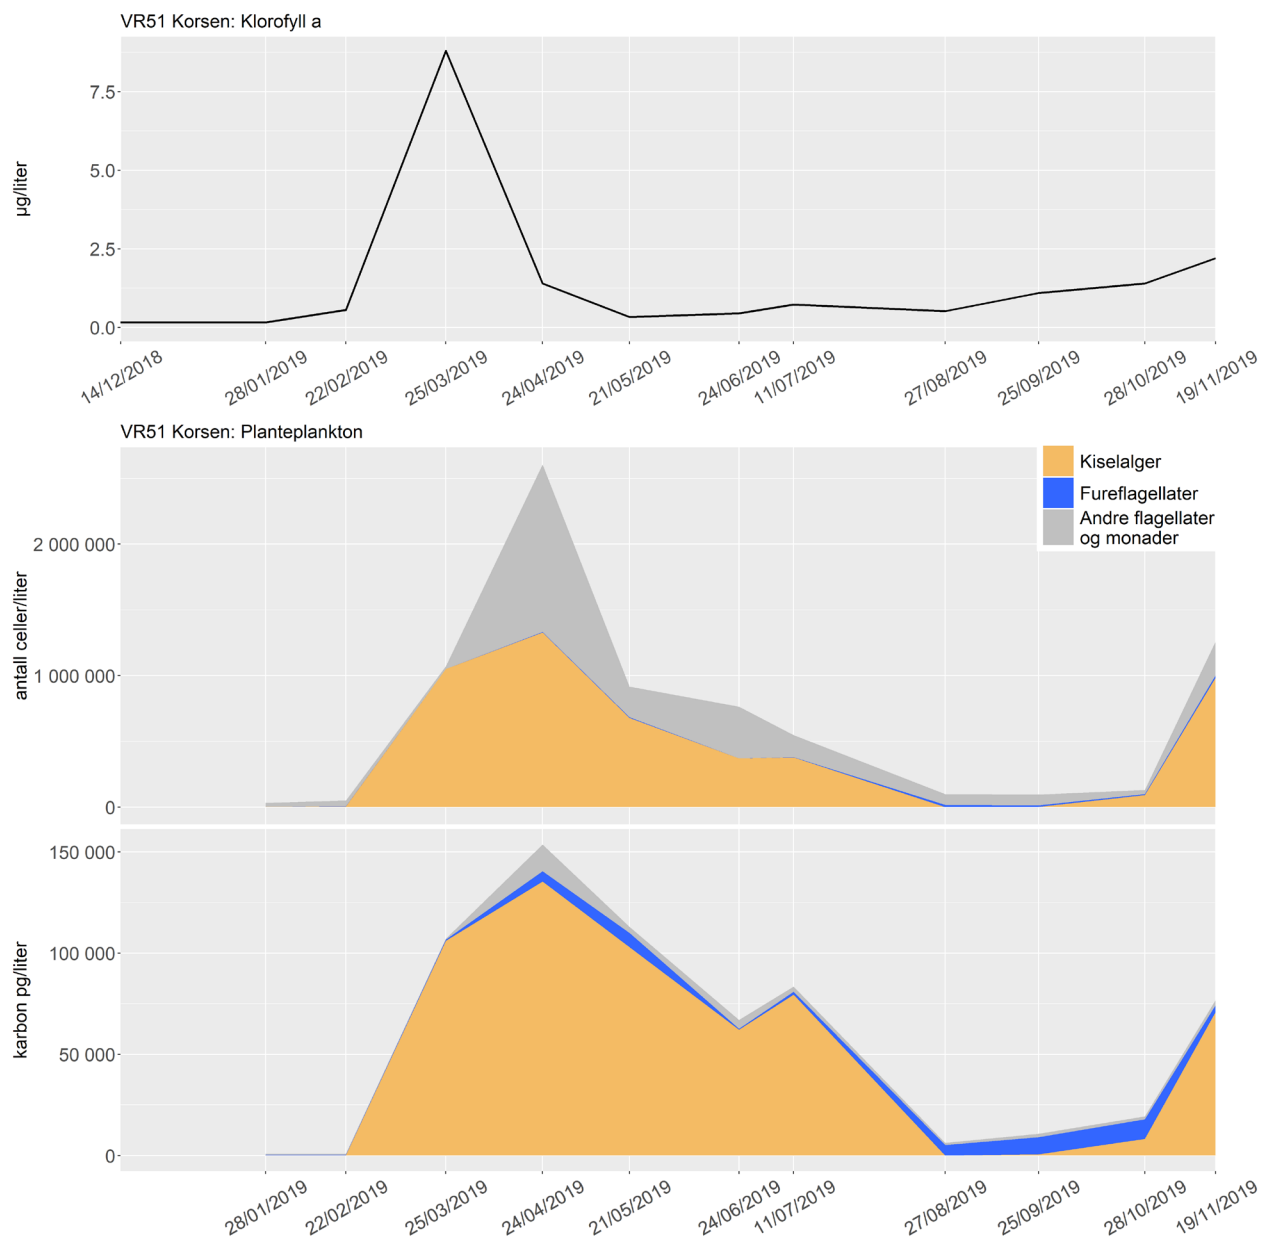 VR51 Korsen: Klorofyll a
µg/liter
7.5
5.0
2.5
0.0
14/12/2018 28/01/2019 22/02/2019 25/03/2019 24/04/2019 21/05/2019 24/06/2019 11/07/2019 27/08/2019 25/09/2019 28/10/2019 19/11/2019
VR51 Korsen: Planteplankton
Kiselalger
Fureflagellater
Andre flagellater
og monader
antall celler/liter
2 000 000
1 000 000
0
karbon pg/liter
150 000
100 000
50 000
0
28/01/2019 22/02/2019 25/03/2019 24/04/2019 21/05/2019 24/06/2019 11/07/2019 27/08/2019 25/09/2019 28/10/2019 19/11/2019